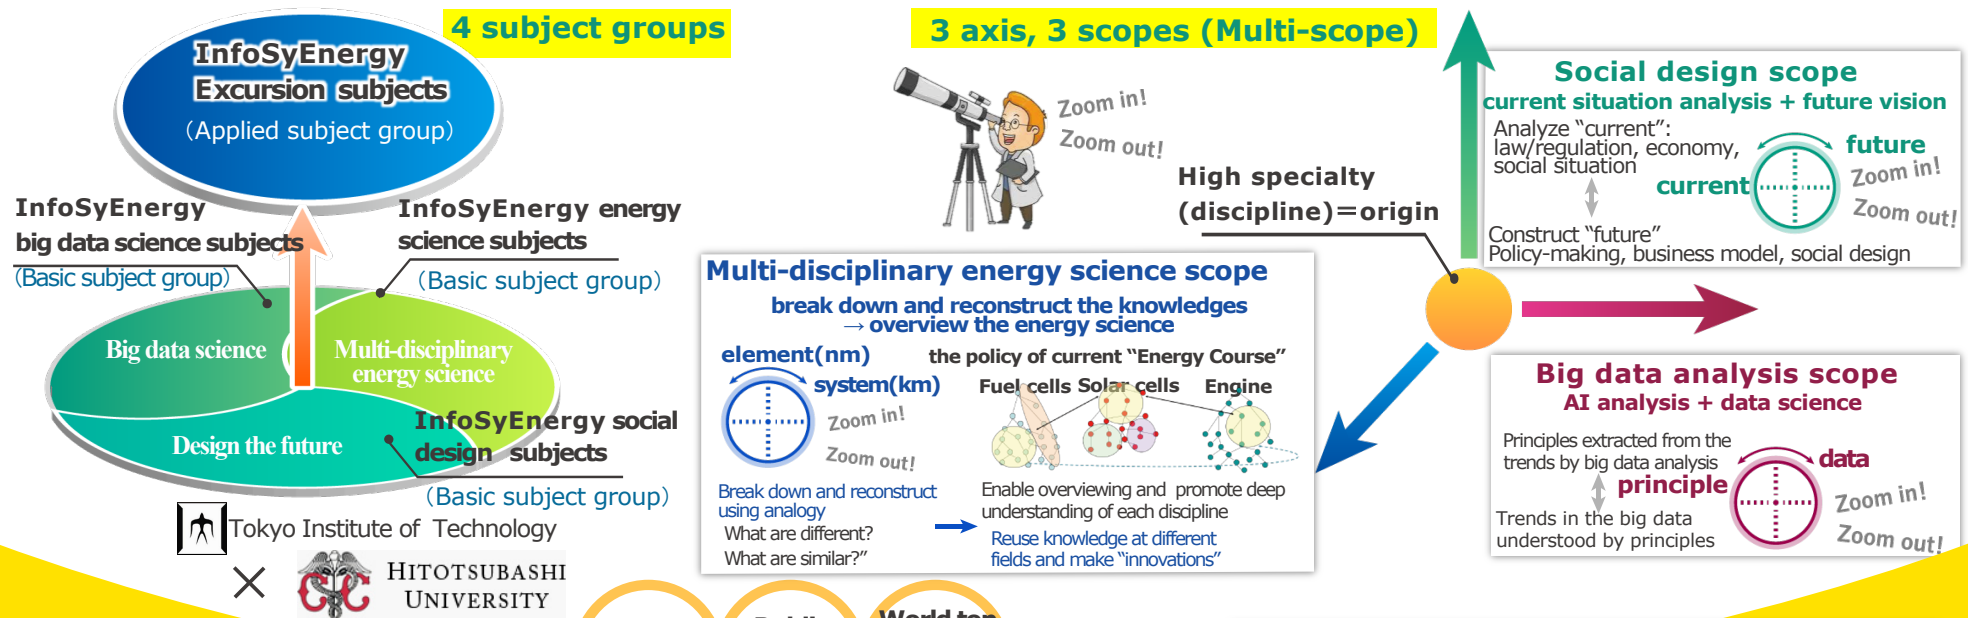 4 subject groups
InfoSyEnergy
Excursion subjects
(Applied subject group)
InfoSyEnergy
big data science subjects
(Basic subject group)
InfoSyEnergy energy
science subjects
(Basic subject group)
Big data science
Multi-disciplinary
energy science
Design the future
InfoSyEnergy social
design subjects
(Basic subject group)
Tokyo Institute of Technology
×
HITOTSUBASHI
UNIVERSITY
3 axis, 3 scopes (Multi-scope)
Zoom in!
Zoom out!
High specialty
(discipline)=origin
Multi-disciplinary energy science scope
break down and reconstruct the knowledges
→ overview the energy science
element(nm)
system(km)
Zoom in!
Zoom out!
the policy of current “Energy Course”
Fuel cells Solar cells Engine
Break down and reconstruct
using analogy
What are different?
What are similar?”
Enable overviewing and promote deep
understanding of each discipline
Reuse knowledge at different
fields and make “innovations”
Social design scope
current situation analysis + future vision
Analyze “current”:
law/regulation, economy,
social situation
future
current
Zoom in!
Zoom out!
Construct “future”
Policy-making, business model, social design
Big data analysis scope
AI analysis + data science
Principles extracted from the
trends by big data analysis
data
principle
Zoom in!
Zoom out!
Trends in the big data
understood by principles
World top